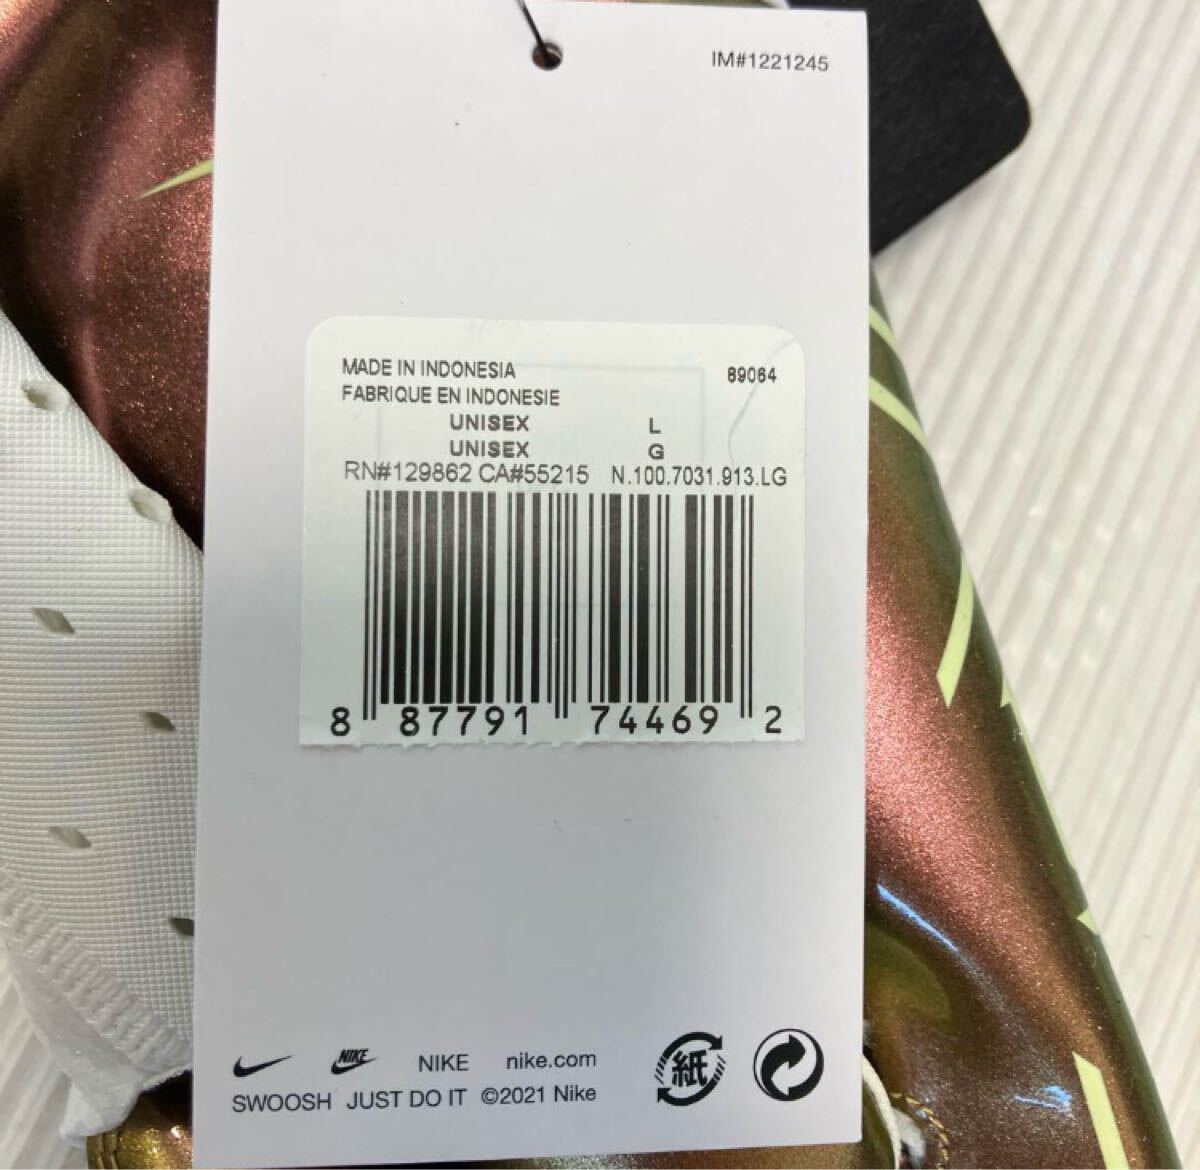 IM#1221245
MADE IN INDONESIA 89064
FABRIQUE EN INDONESIE
UNISEX L
UNISEX G
RN#129862 CA#55215 N.100.7031.913.LG
8 87791 74469 2
NIKE NIKE nike.com 紙
SWOOSH JUST DO IT ©2021 Nike